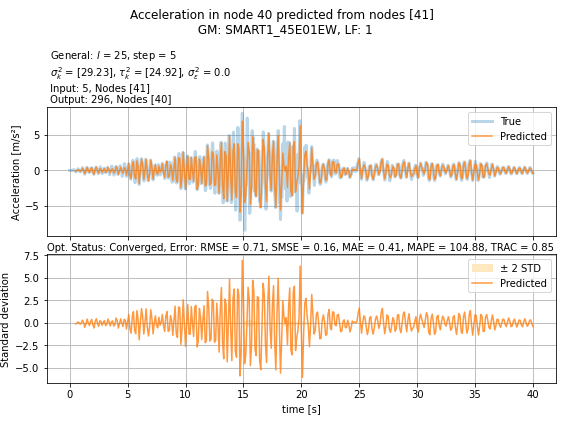 Acceleration in node 40 predicted from nodes [41]
GM: SMART1_45E01EW, LF: 1
General: l = 25, step = 5
σ²ₖ = [29.23], τ²ₖ = [24.92], σ²ₑ = 0.0
Input: 5, Nodes [41]
Output: 296, Nodes [40]
Acceleration [m/s²]
5
0
−5
True
Predicted
Opt. Status: Converged, Error: RMSE = 0.71, SMSE = 0.16, MAE = 0.41, MAPE = 104.88, TRAC = 0.85
Standard deviation
7.5
5.0
2.5
0.0
−2.5
−5.0
± 2 STD
Predicted
0 5 10 15 20 25 30 35 40
time [s]